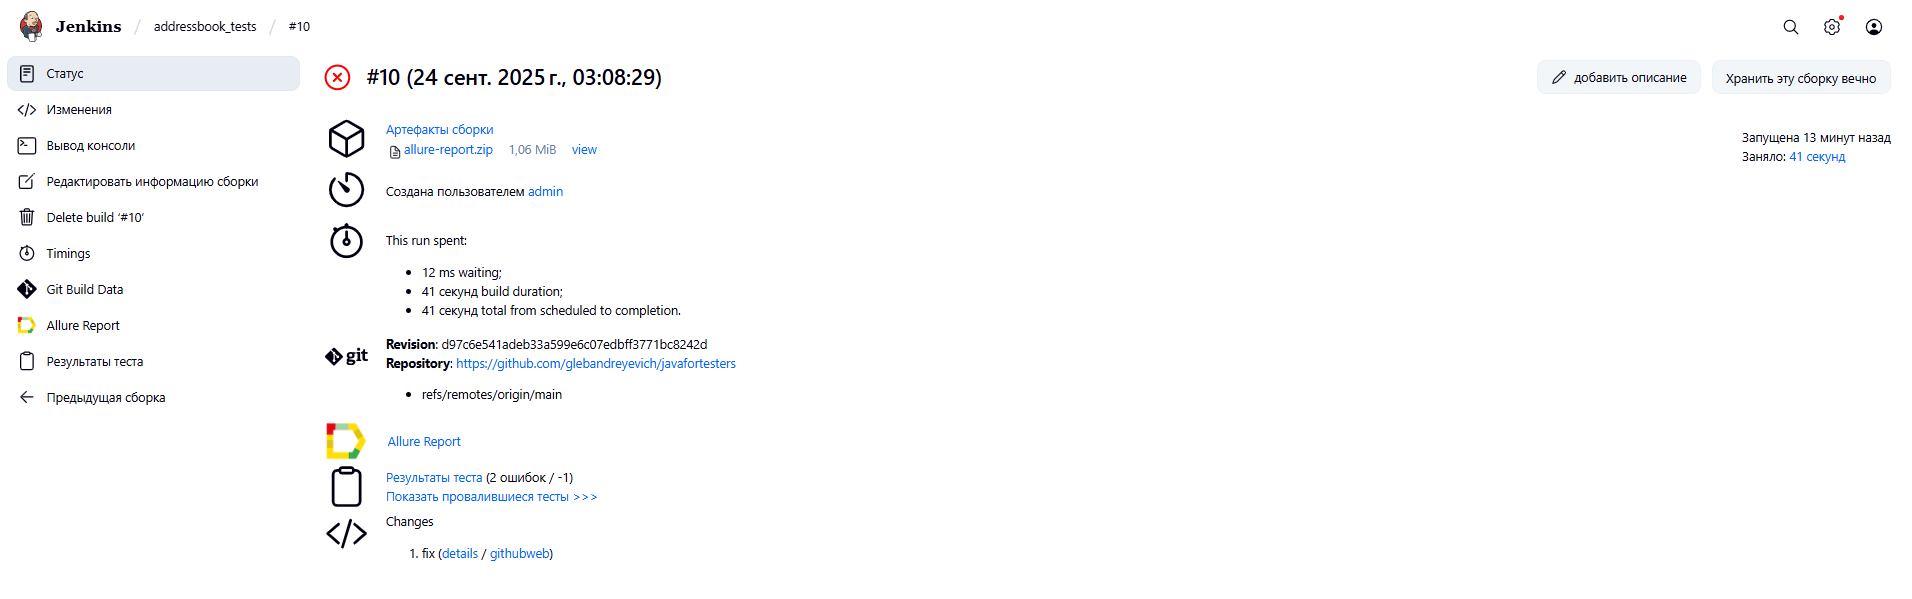 Jenkins / addressbook_tests / #10
Статус
Изменения
Вывод консоли
Редактировать информацию сборки
Delete build ‘#10’
Timings
Git Build Data
Allure Report
Результаты теста
Предыдущая сборка
#10 (24 сент. 2025 г., 03:08:29)
добавить описание
Хранить эту сборку вечно
Запущена 13 минут назад
Заняло: 41 секунд
Артефакты сборки
allure-report.zip 1,06 MiB view
Создана пользователем admin
This run spent:
• 12 ms waiting;
• 41 секунд build duration;
• 41 секунд total from scheduled to completion.
git
Revision: d97c6e541adeb33a599e6c07edbff3771bc8242d
Repository: https://github.com/glebandreyevich/javafortesters
• refs/remotes/origin/main
Allure Report
Результаты теста (2 ошибок / -1)
Показать провалившиеся тесты >>>
Changes
1. fix (details / githubweb)